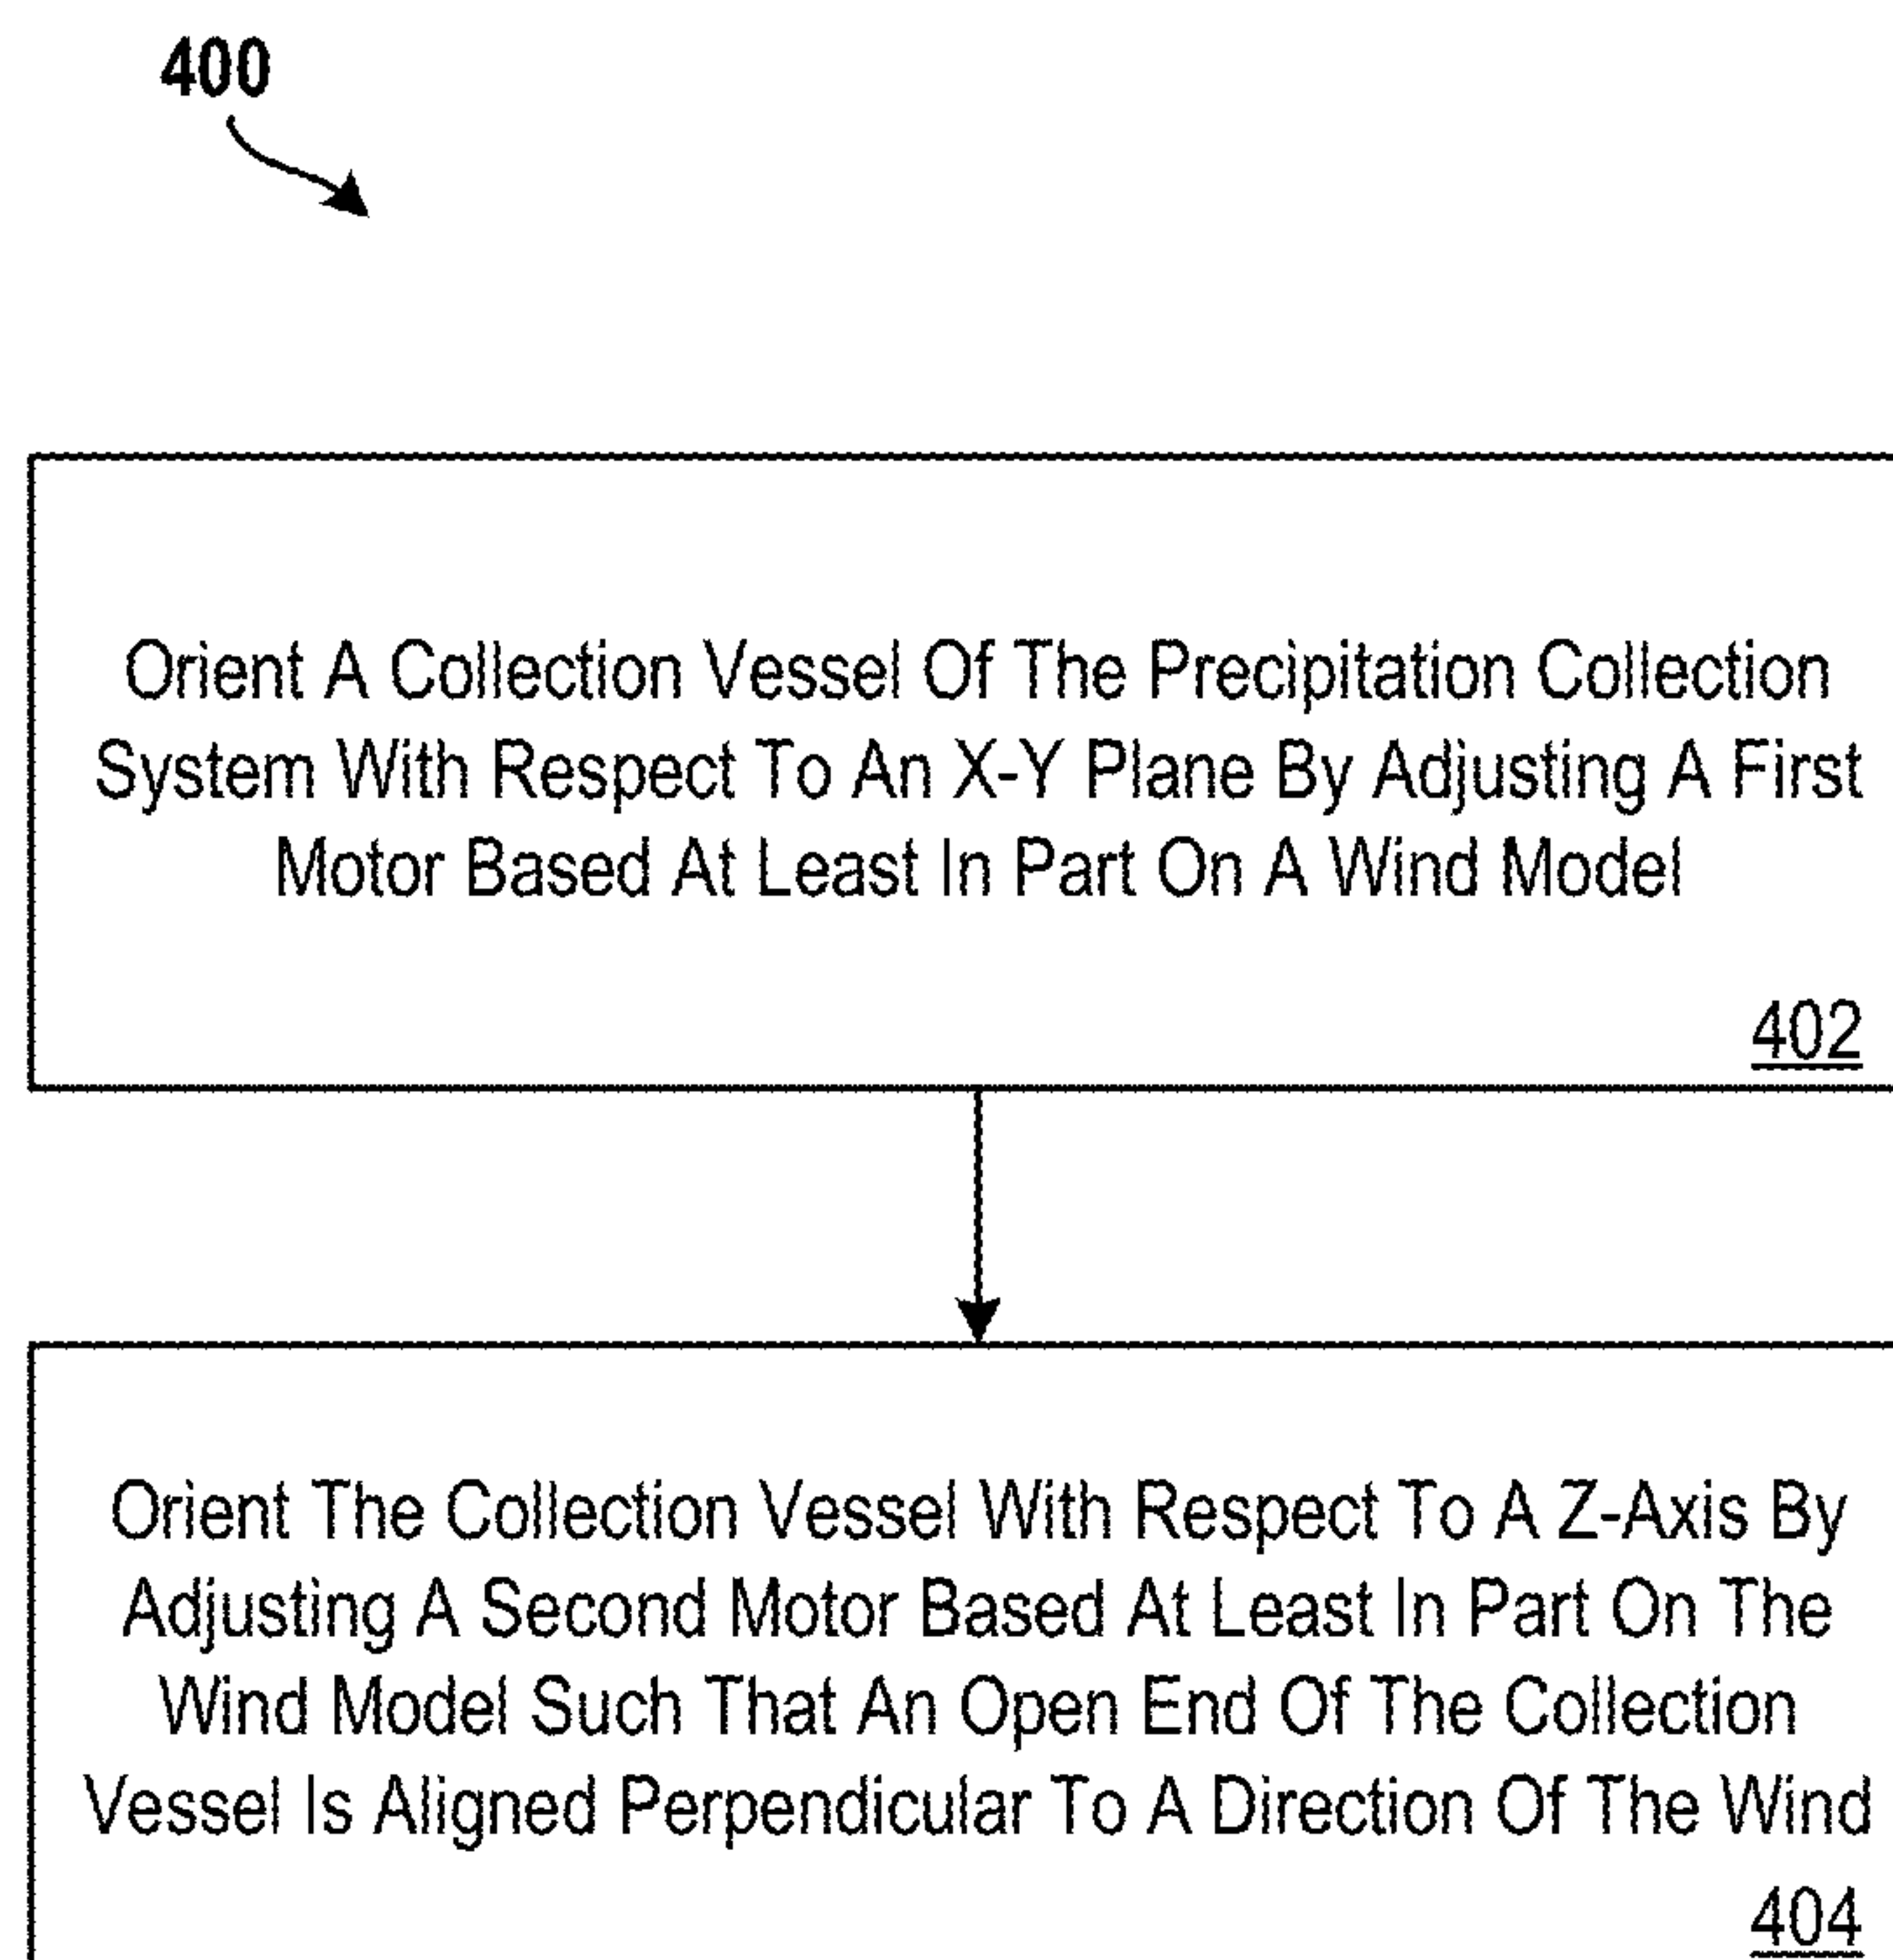 400
Orient A Collection Vessel Of The Precipitation Collection
System With Respect To An X-Y Plane By Adjusting A First
Motor Based At Least In Part On A Wind Model
402
Orient The Collection Vessel With Respect To A Z-Axis By
Adjusting A Second Motor Based At Least In Part On The
Wind Model Such That An Open End Of The Collection
Vessel Is Aligned Perpendicular To A Direction Of The Wind
404